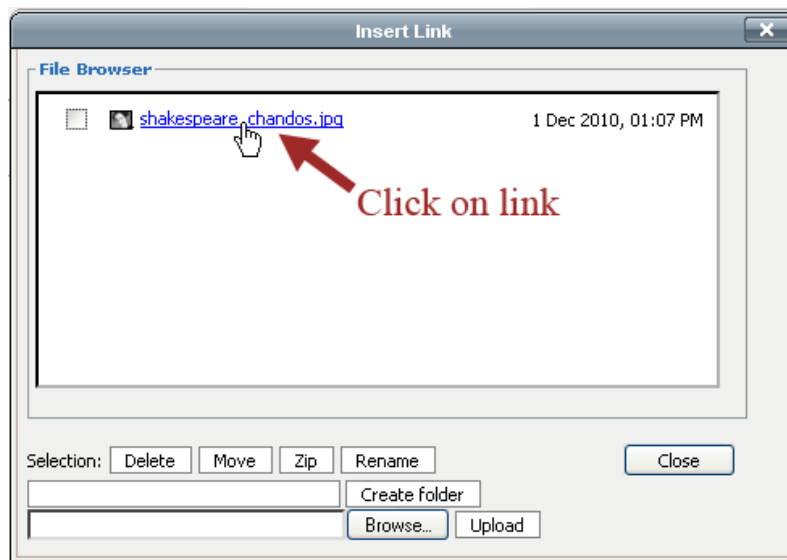 Insert Link
File Browser
shakespeare_chandos.jpg 1 Dec 2010, 01:07 PM
Click on link
Selection: Delete Move Zip Rename Close
Create folder
Browse... Upload